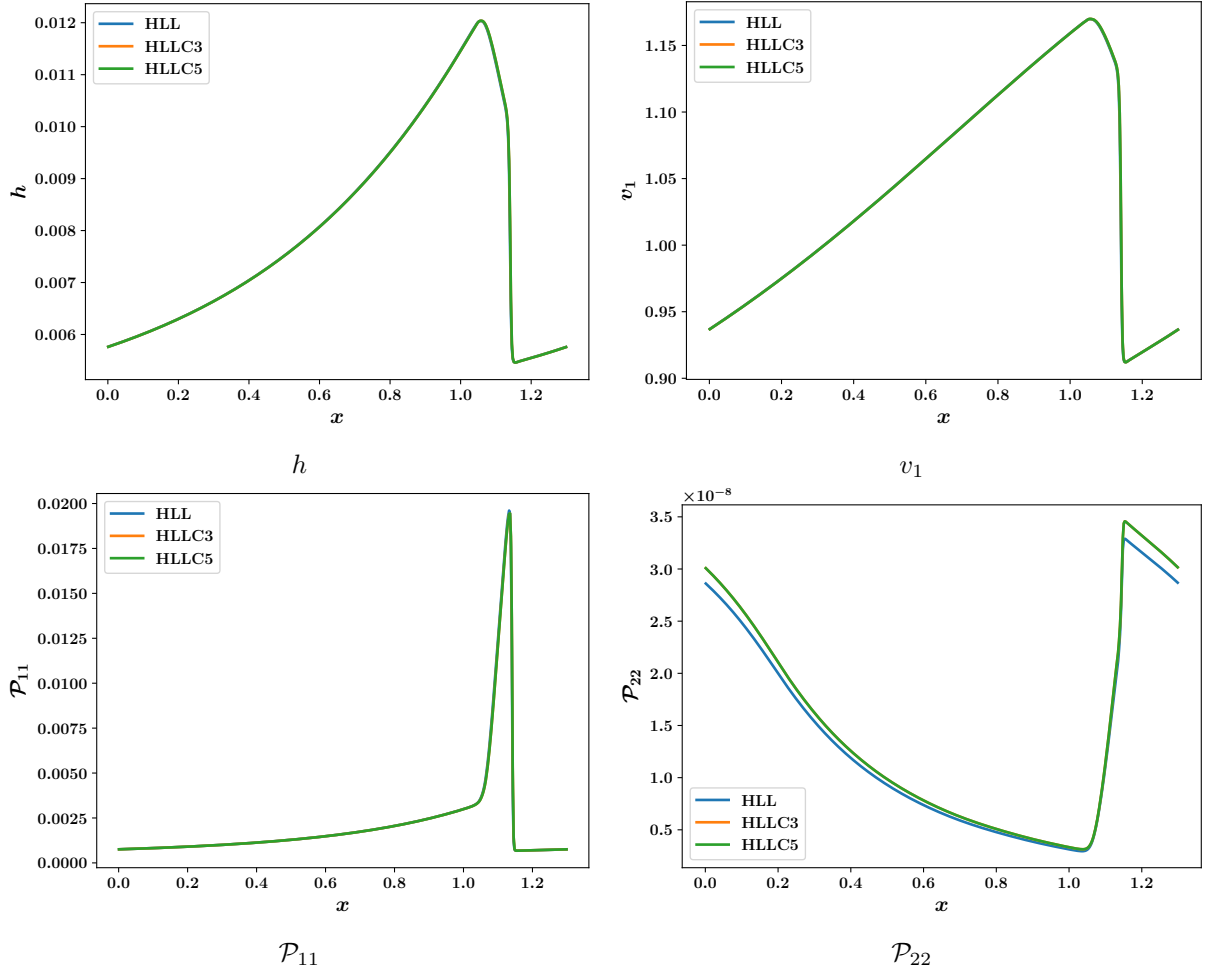 HLL
HLLC3
HLLC5
0.012
0.011
0.010
0.009
0.008
0.007
0.006
h
0.0 0.2 0.4 0.6 0.8 1.0 1.2
x
h
HLL
HLLC3
HLLC5
1.15
1.10
1.05
1.00
0.95
0.90
v₁
0.0 0.2 0.4 0.6 0.8 1.0 1.2
x
v₁
HLL
HLLC3
HLLC5
0.0200
0.0175
0.0150
0.0125
0.0100
0.0075
0.0050
0.0025
0.0000
𝒫₁₁
0.0 0.2 0.4 0.6 0.8 1.0 1.2
x
𝒫₁₁
×10⁻⁸
3.5
3.0
2.5
2.0
1.5
1.0
0.5
𝒫₂₂
HLL
HLLC3
HLLC5
0.0 0.2 0.4 0.6 0.8 1.0 1.2
x
𝒫₂₂